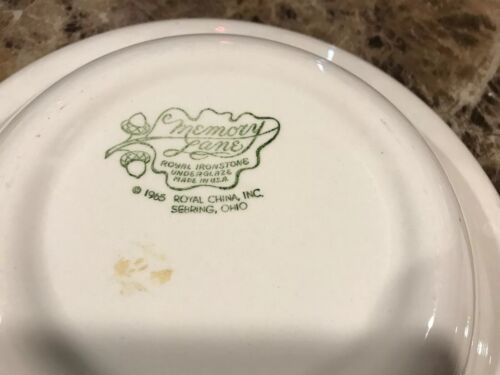 Memory
Lane
ROYAL IRONSTONE
UNDERGLAZE
MADE IN U.S.A.
© 1965 ROYAL CHINA, INC.
SEBRING, OHIO